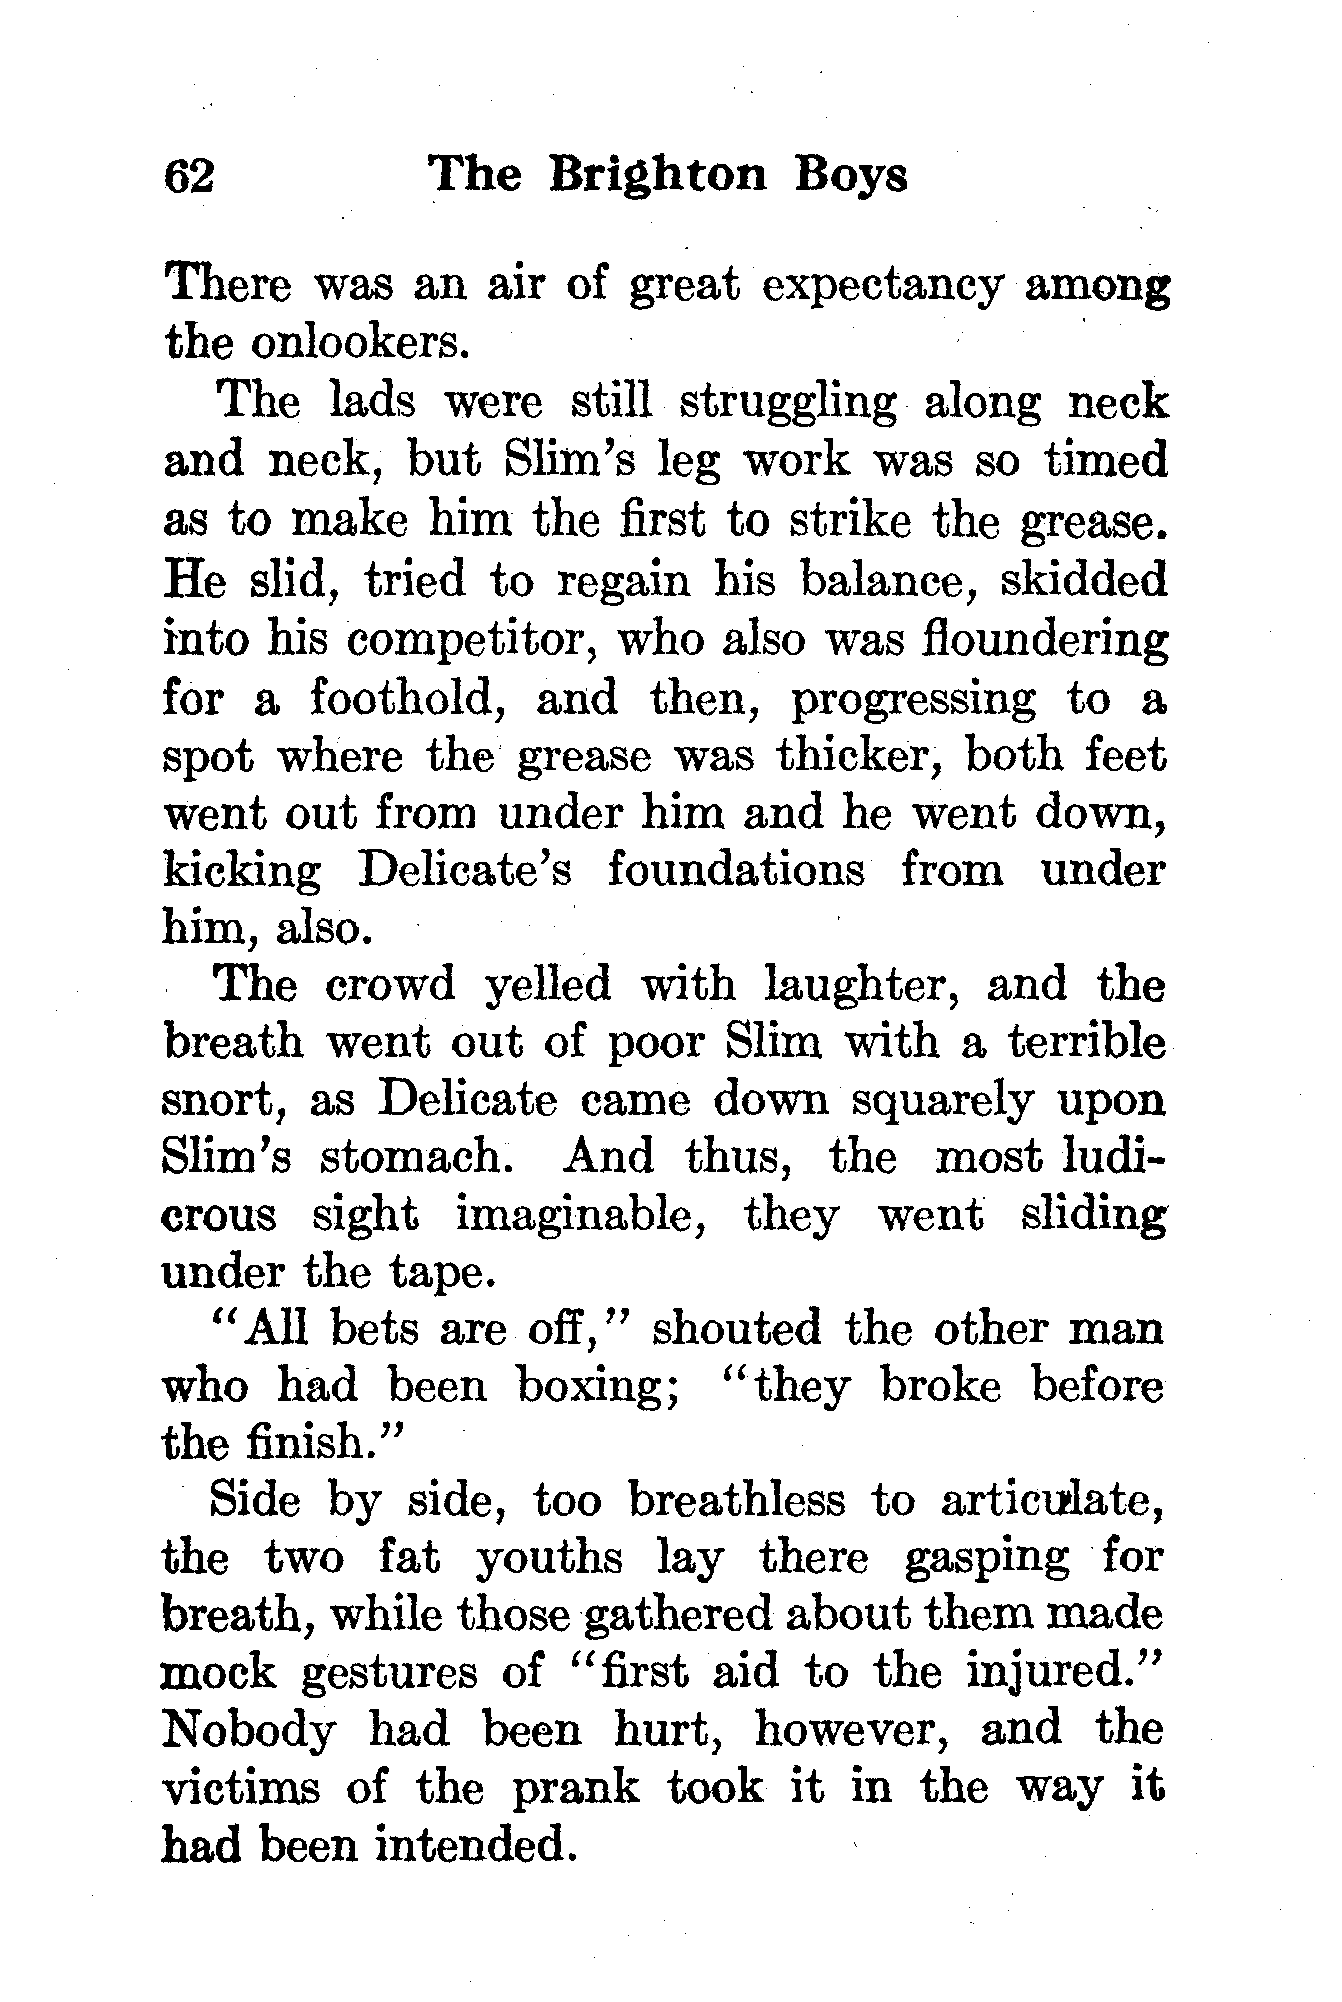 62 The Brighton Boys
There was an air of great expectancy among
the onlookers.
The lads were still struggling along neck
and neck, but Slim's leg work was so timed
as to make him the first to strike the grease.
He slid, tried to regain his balance, skidded
into his competitor, who also was floundering
for a foothold, and then, progressing to a
spot where the grease was thicker, both feet
went out from under him and he went down,
kicking Delicate's foundations from under
him, also.
The crowd yelled with laughter, and the
breath went out of poor Slim with a terrible
snort, as Delicate came down squarely upon
Slim's stomach. And thus, the most ludi-
crous sight imaginable, they went sliding
under the tape.
“All bets are off,” shouted the other man
who had been boxing; “they broke before
the finish.”
Side by side, too breathless to articulate,
the two fat youths lay there gasping for
breath, while those gathered about them made
mock gestures of “first aid to the injured.”
Nobody had been hurt, however, and the
victims of the prank took it in the way it
had been intended.